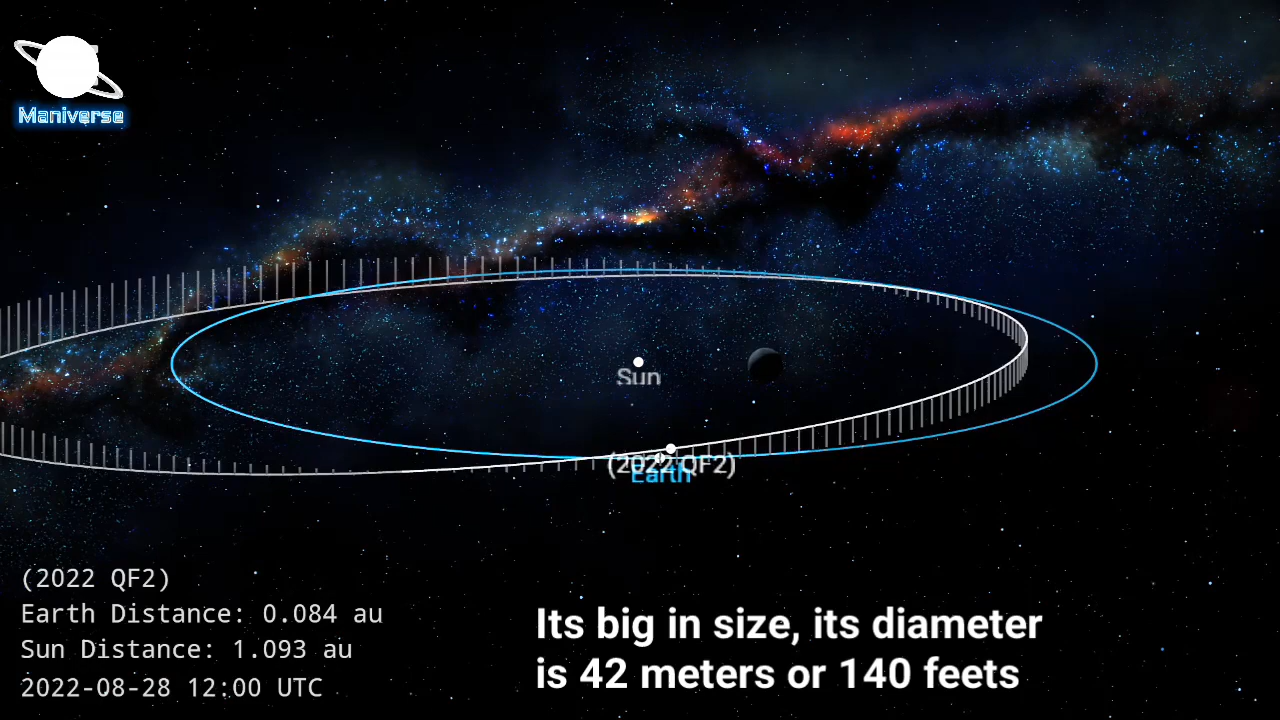 Maniverse
Sun
(2022 QF2)
Earth
(2022 QF2)
Earth Distance: 0.084 au
Sun Distance: 1.093 au
2022-08-28 12:00 UTC
Its big in size, its diameter
is 42 meters or 140 feets